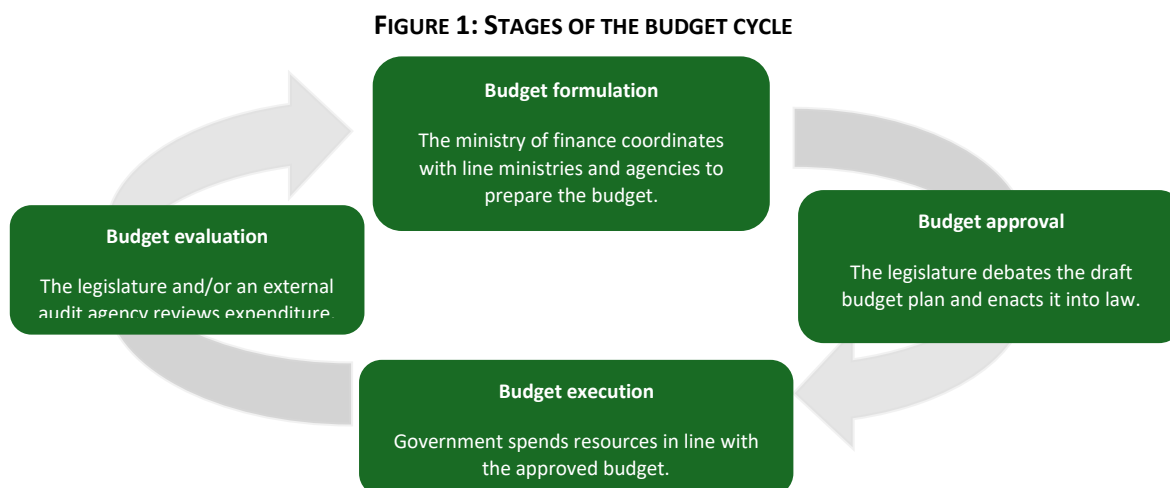 FIGURE 1: STAGES OF THE BUDGET CYCLE
Budget formulation
The ministry of finance coordinates
with line ministries and agencies to
prepare the budget.
Budget approval
The legislature debates the draft
budget plan and enacts it into law.
Budget execution
Government spends resources in line with
the approved budget.
Budget evaluation
The legislature and/or an external
audit agency reviews expenditure.